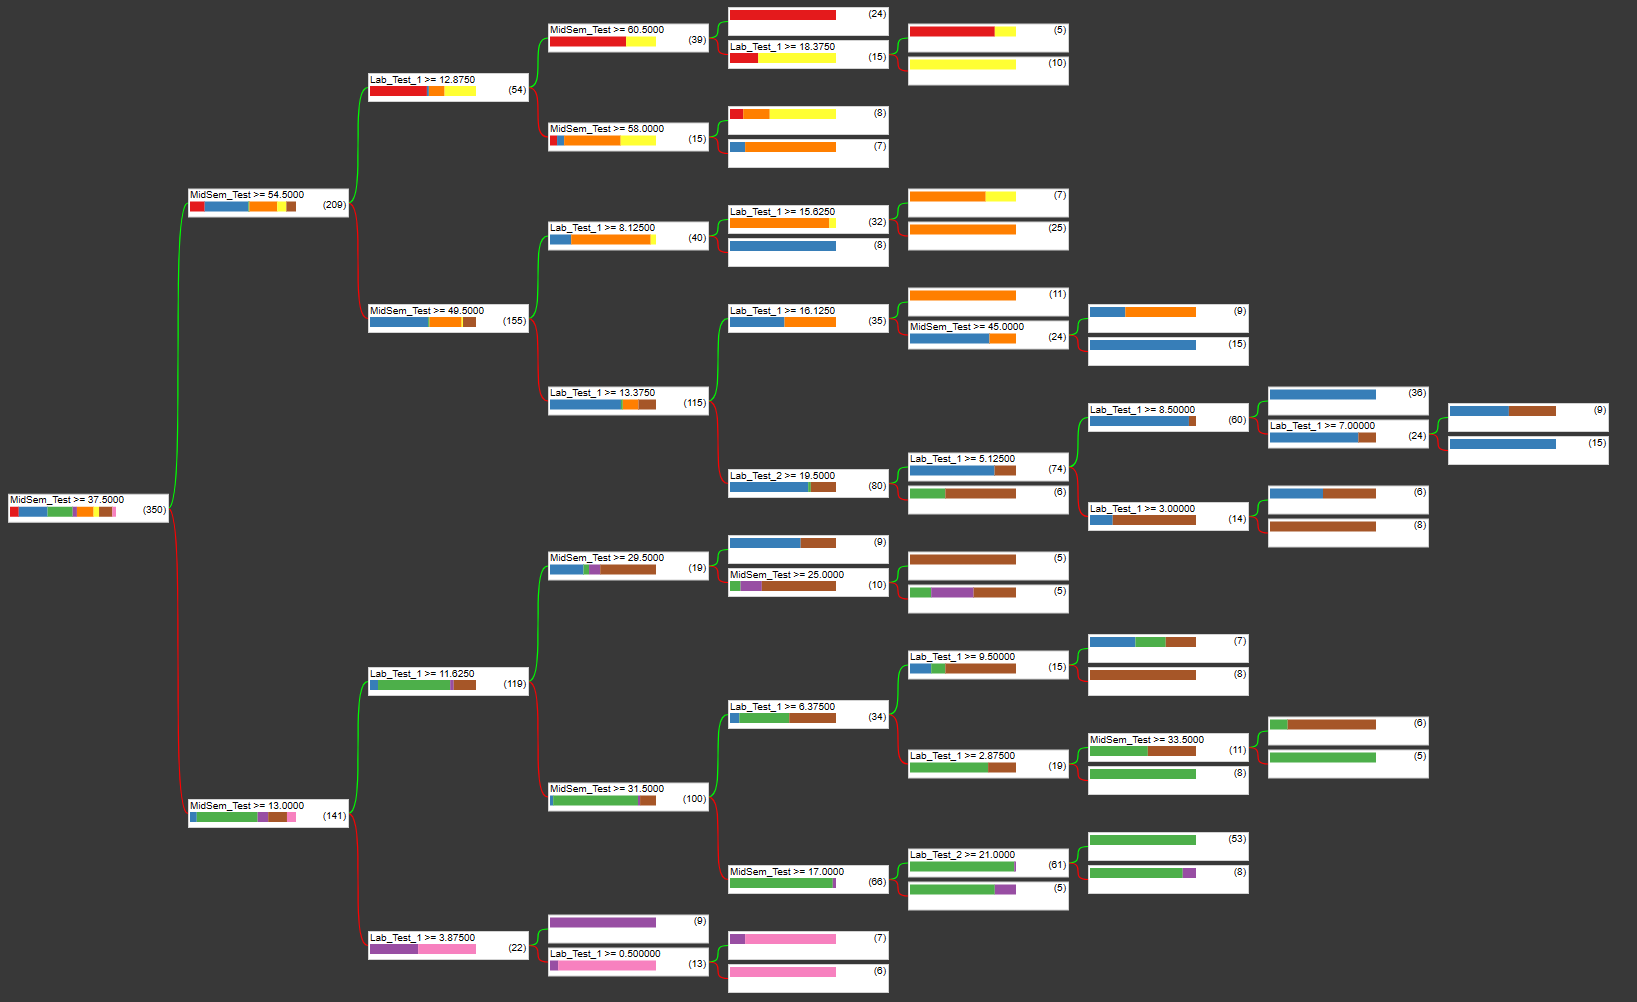 MidSem_Test >= 37.5000
(350)
MidSem_Test >= 54.5000
(209)
MidSem_Test >= 13.0000
(141)
Lab_Test_1 >= 12.8750
(54)
MidSem_Test >= 49.5000
(155)
Lab_Test_1 >= 11.6250
(119)
Lab_Test_1 >= 3.87500
(22)
MidSem_Test >= 60.5000
(39)
MidSem_Test >= 58.0000
(15)
Lab_Test_1 >= 8.12500
(40)
Lab_Test_1 >= 13.3750
(115)
MidSem_Test >= 29.5000
(19)
MidSem_Test >= 31.5000
(100)
(9)
Lab_Test_1 >= 0.500000
(13)
(24)
Lab_Test_1 >= 18.3750
(15)
(8)
(7)
Lab_Test_1 >= 15.6250
(32)
(8)
Lab_Test_1 >= 16.1250
(35)
Lab_Test_2 >= 19.5000
(80)
(9)
MidSem_Test >= 25.0000
(10)
Lab_Test_1 >= 6.37500
(34)
MidSem_Test >= 17.0000
(66)
(7)
(6)
(5)
(10)
(7)
(25)
(11)
MidSem_Test >= 45.0000
(24)
Lab_Test_1 >= 5.12500
(74)
(6)
(5)
(5)
Lab_Test_1 >= 9.50000
(15)
Lab_Test_1 >= 2.87500
(19)
Lab_Test_2 >= 21.0000
(61)
(5)
(9)
(15)
Lab_Test_1 >= 8.50000
(60)
Lab_Test_1 >= 3.00000
(14)
(7)
(8)
MidSem_Test >= 33.5000
(11)
(8)
(53)
(8)
(36)
Lab_Test_1 >= 7.00000
(24)
(6)
(8)
(6)
(5)
(9)
(15)